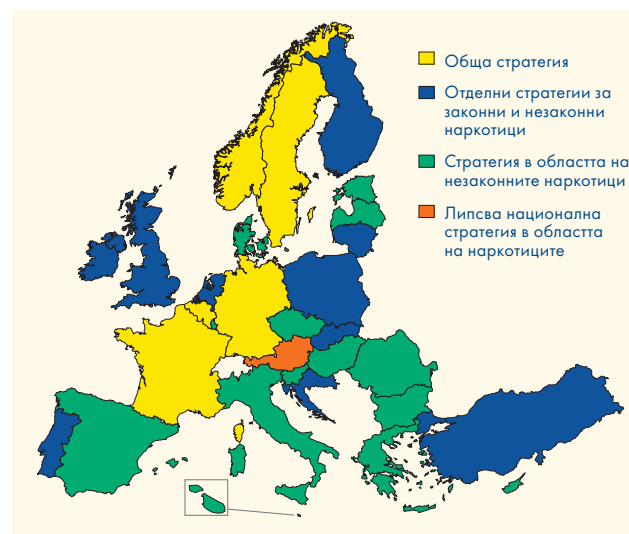 Обща стратегия
Отделни стратегии за
законни и незаконни
наркотици
Стратегия в областта на
незаконните наркотици
Липсва национална
стратегия в областта
на наркотиците